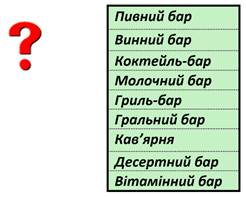 ?
Пивний бар
Винний бар
Коктейль-бар
Молочний бар
Гриль-бар
Гральний бар
Кав’ярня
Десертний бар
Вітамінний бар